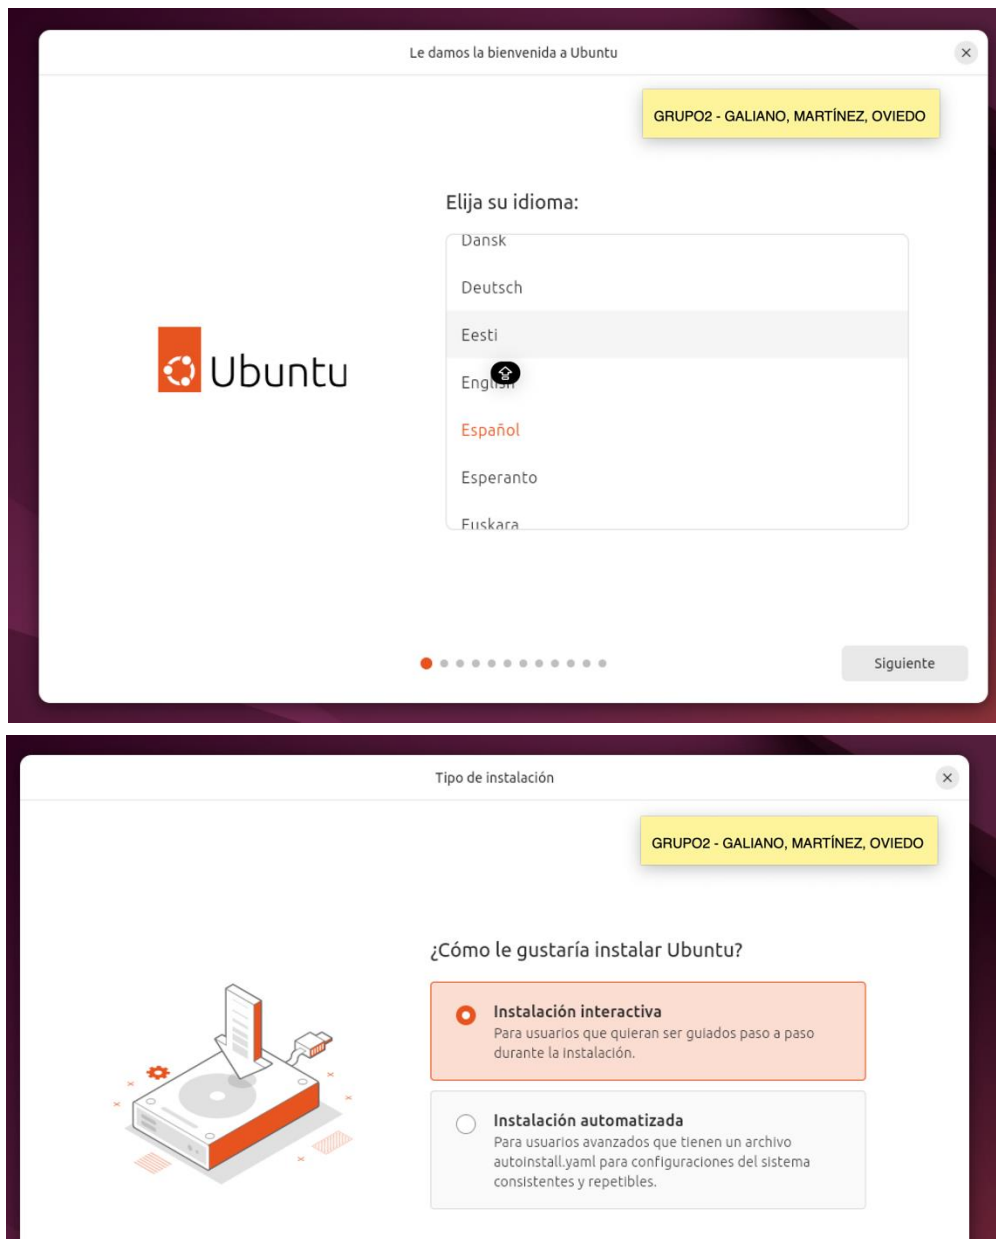 Le damos la bienvenida a Ubuntu
GRUPO2 - GALIANO, MARTÍNEZ, OVIEDO
Elija su idioma:
Dansk
Deutsch
Eesti
English
Español
Esperanto
Euskara
Ubuntu
Siguiente
Tipo de instalación
GRUPO2 - GALIANO, MARTÍNEZ, OVIEDO
¿Cómo le gustaría instalar Ubuntu?
Instalación interactiva
Para usuarios que quieran ser guiados paso a paso
durante la instalación.
Instalación automatizada
Para usuarios avanzados que tienen un archivo
autoinstall.yaml para configuraciones del sistema
consistentes y repetibles.